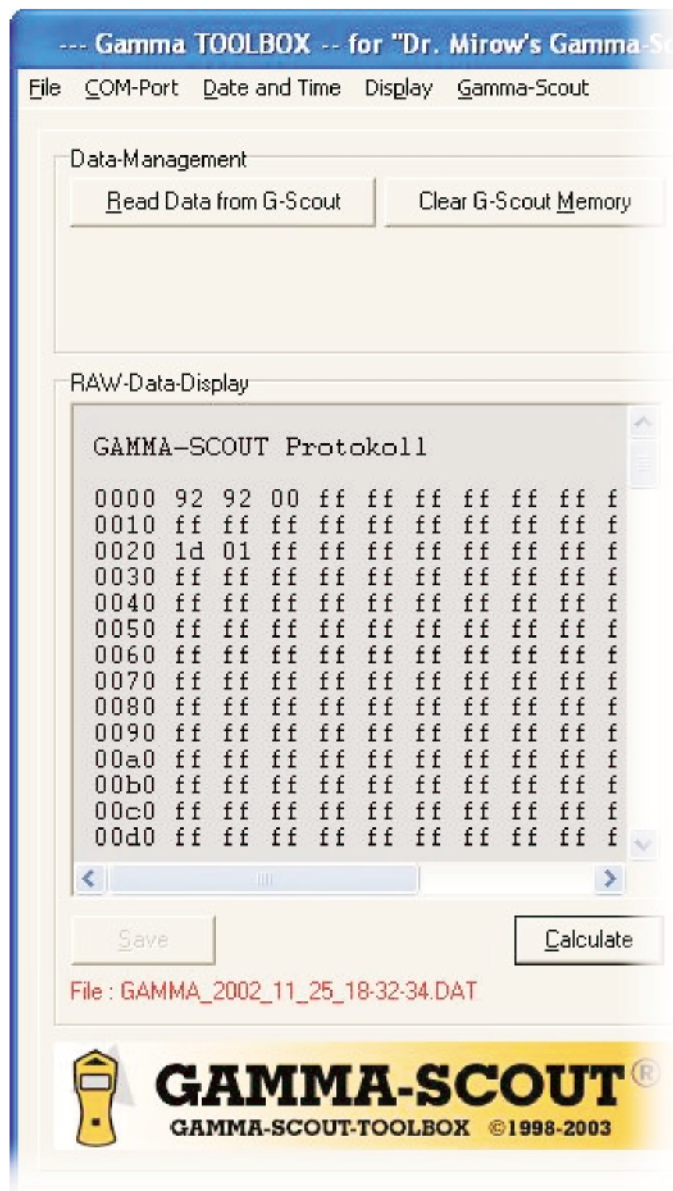 --- Gamma TOOLBOX -- for "Dr. Mirow's Gamma-Sc
File COM-Port Date and Time Display Gamma-Scout
Data-Management
Read Data from G-Scout Clear G-Scout Memory
RAW-Data-Display
GAMMA-SCOUT Protokoll
0000 92 92 00 ff ff ff ff ff ff f
0010 ff ff ff ff ff ff ff ff ff f
0020 1d 01 ff ff ff ff ff ff ff f
0030 ff ff ff ff ff ff ff ff ff f
0040 ff ff ff ff ff ff ff ff ff f
0050 ff ff ff ff ff ff ff ff ff f
0060 ff ff ff ff ff ff ff ff ff f
0070 ff ff ff ff ff ff ff ff ff f
0080 ff ff ff ff ff ff ff ff ff f
0090 ff ff ff ff ff ff ff ff ff f
00a0 ff ff ff ff ff ff ff ff ff f
00b0 ff ff ff ff ff ff ff ff ff f
00c0 ff ff ff ff ff ff ff ff ff f
00d0 ff ff ff ff ff ff ff ff ff f
Save Calculate
File : GAMMA_2002_11_25_18-32-34.DAT
GAMMA-SCOUT®
GAMMA-SCOUT-TOOLBOX ©1998-2003